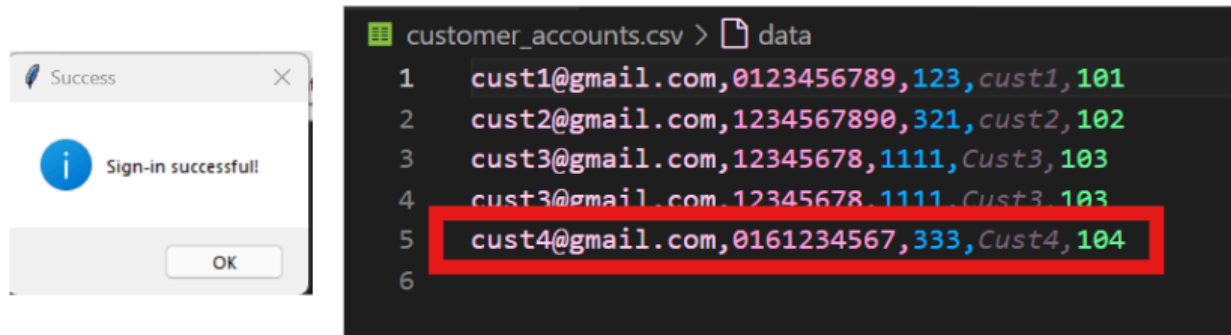 Success
Sign-in successful!
OK
customer_accounts.csv > data
1 cust1@gmail.com,0123456789,123,cust1,101
2 cust2@gmail.com,1234567890,321,cust2,102
3 cust3@gmail.com,12345678,1111,Cust3,103
4 cust3@gmail.com,12345678,1111,Cust3,103
5 cust4@gmail.com,0161234567,333,Cust4,104
6